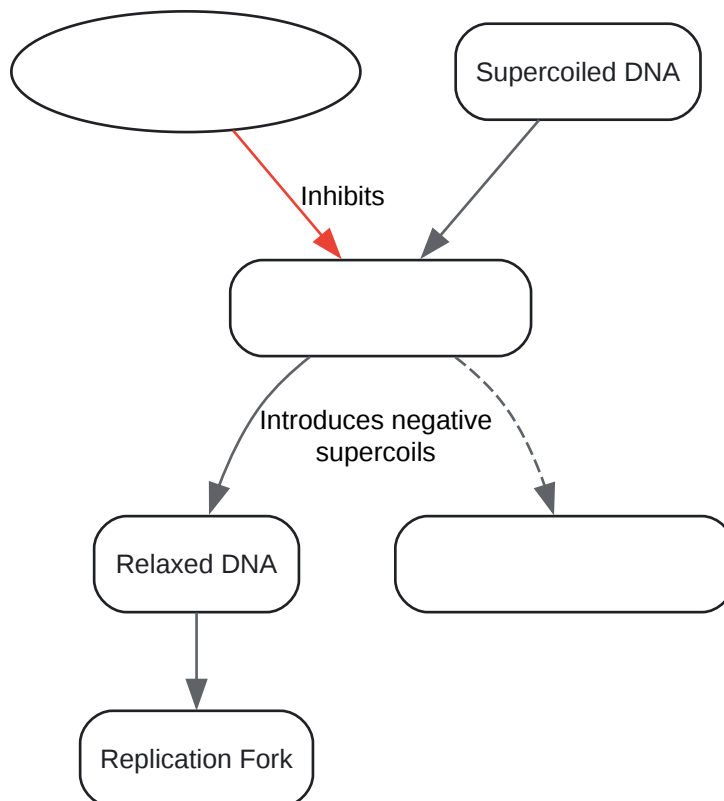 Supercoiled DNA
Inhibits
Introduces negative
supercoils
Relaxed DNA
Replication Fork